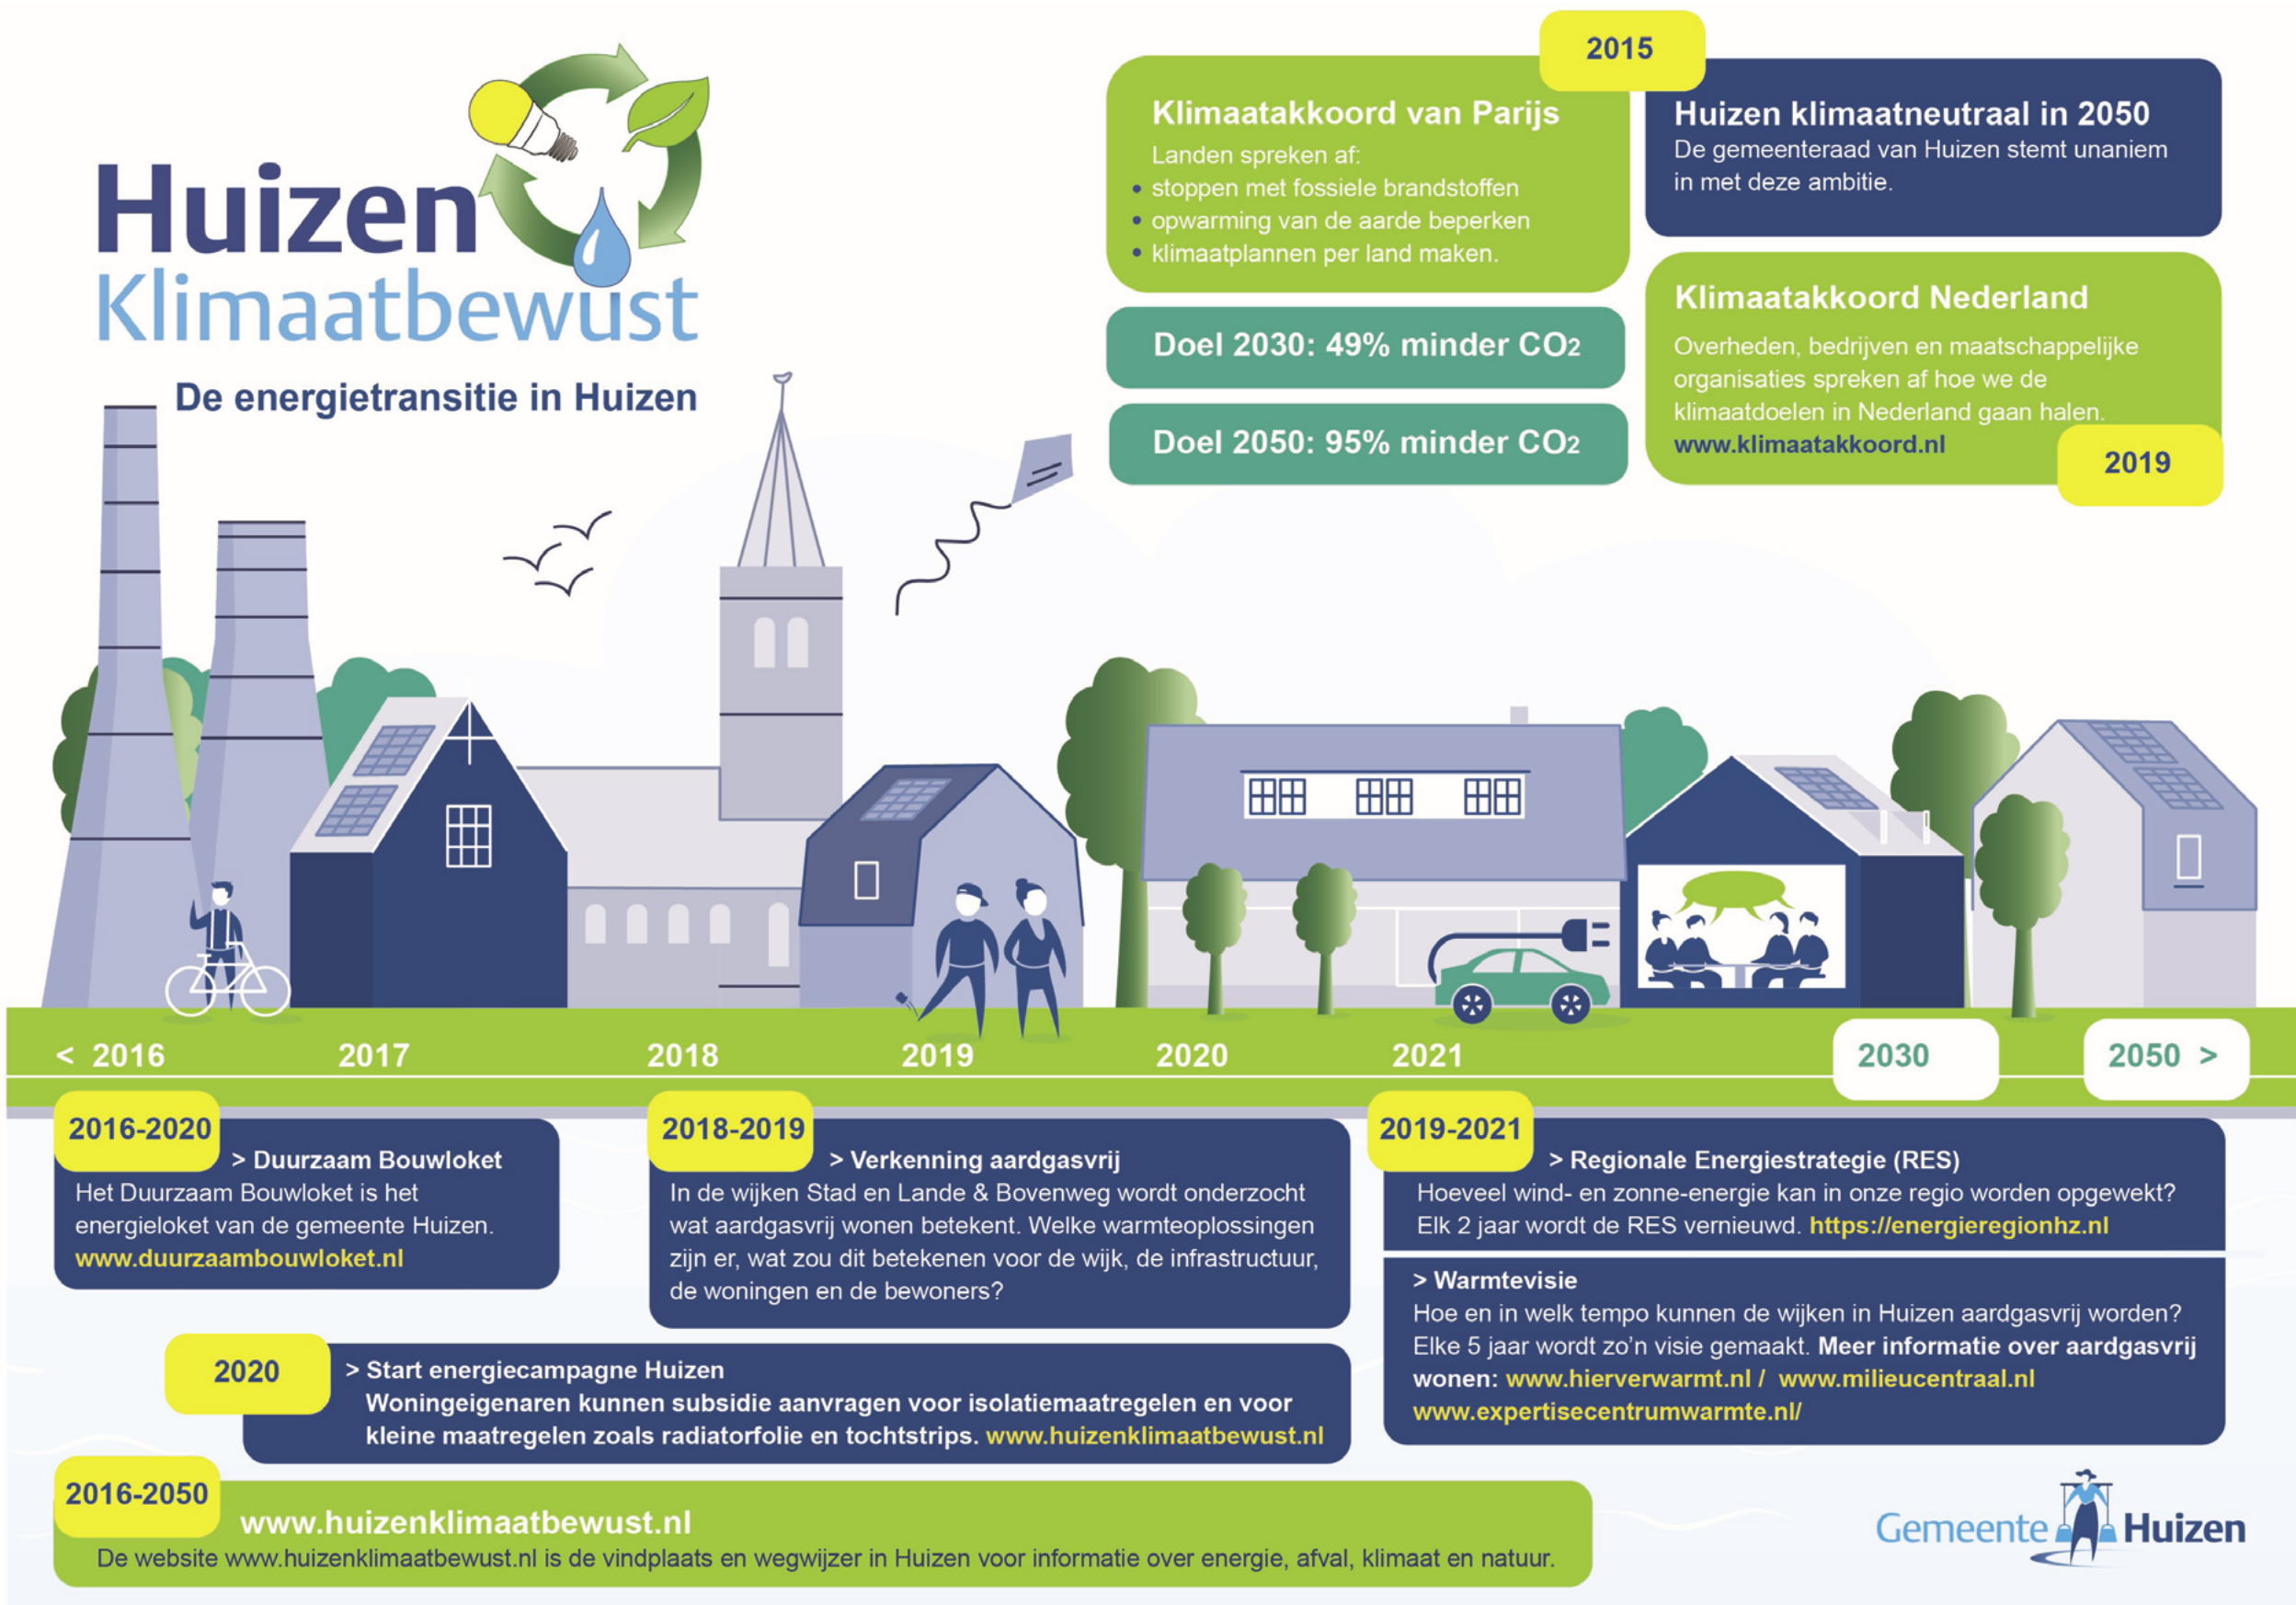 Huizen
Klimaatbewust
De energietransitie in Huizen
2015
Klimaatakkoord van Parijs
Landen spreken af:
• stoppen met fossiele brandstoffen
• opwarming van de aarde beperken
• klimaatplannen per land maken.
Doel 2030: 49% minder CO2
Doel 2050: 95% minder CO2
Huizen klimaatneutraal in 2050
De gemeenteraad van Huizen stemt unaniem
in met deze ambitie.
Klimaatakkoord Nederland
Overheden, bedrijven en maatschappelijke
organisaties spreken af hoe we de
klimaatdoelen in Nederland gaan halen.
www.klimaatakkoord.nl
2019
< 2016 2017 2018 2019 2020 2021 2030 2050 >
2016-2020
> Duurzaam Bouwloket
Het Duurzaam Bouwloket is het
energieloket van de gemeente Huizen.
www.duurzaambouwloket.nl
2018-2019
> Verkenning aardgasvrij
In de wijken Stad en Lande & Bovenweg wordt onderzocht
wat aardgasvrij wonen betekent. Welke warmteoplossingen
zijn er, wat zou dit betekenen voor de wijk, de infrastructuur,
de woningen en de bewoners?
2019-2021
> Regionale Energiestrategie (RES)
Hoeveel wind- en zonne-energie kan in onze regio worden opgewekt?
Elk 2 jaar wordt de RES vernieuwd. https://energieregionhz.nl
> Warmtevisie
Hoe en in welk tempo kunnen de wijken in Huizen aardgasvrij worden?
Elke 5 jaar wordt zo'n visie gemaakt. Meer informatie over aardgasvrij
wonen: www.hierverwarmt.nl / www.milieucentraal.nl
www.expertisecentrumwarmte.nl/
2020
> Start energiecampagne Huizen
Woningeigenaren kunnen subsidie aanvragen voor isolatiemaatregelen en voor
kleine maatregelen zoals radiatorfolie en tochtstrips. www.huizenklimaatbewust.nl
2016-2050
www.huizenklimaatbewust.nl
De website www.huizenklimaatbewust.nl is de vindplaats en wegwijzer in Huizen voor informatie over energie, afval, klimaat en natuur.
Gemeente Huizen